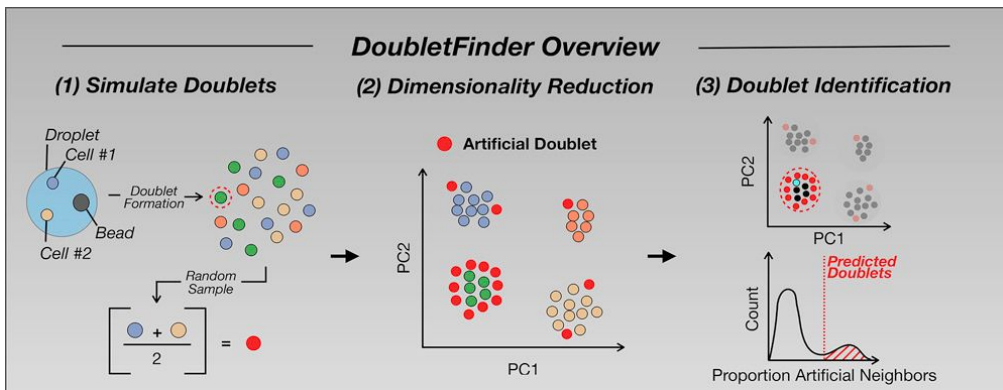 DoubletFinder Overview
(1) Simulate Doublets
Droplet
Cell #1
Doublet
Formation
Bead
Cell #2
Random
Sample
+
2
=
(2) Dimensionality Reduction
Artificial Doublet
PC2
PC1
(3) Doublet Identification
PC2
PC1
Predicted
Doublets
Count
Proportion Artificial Neighbors